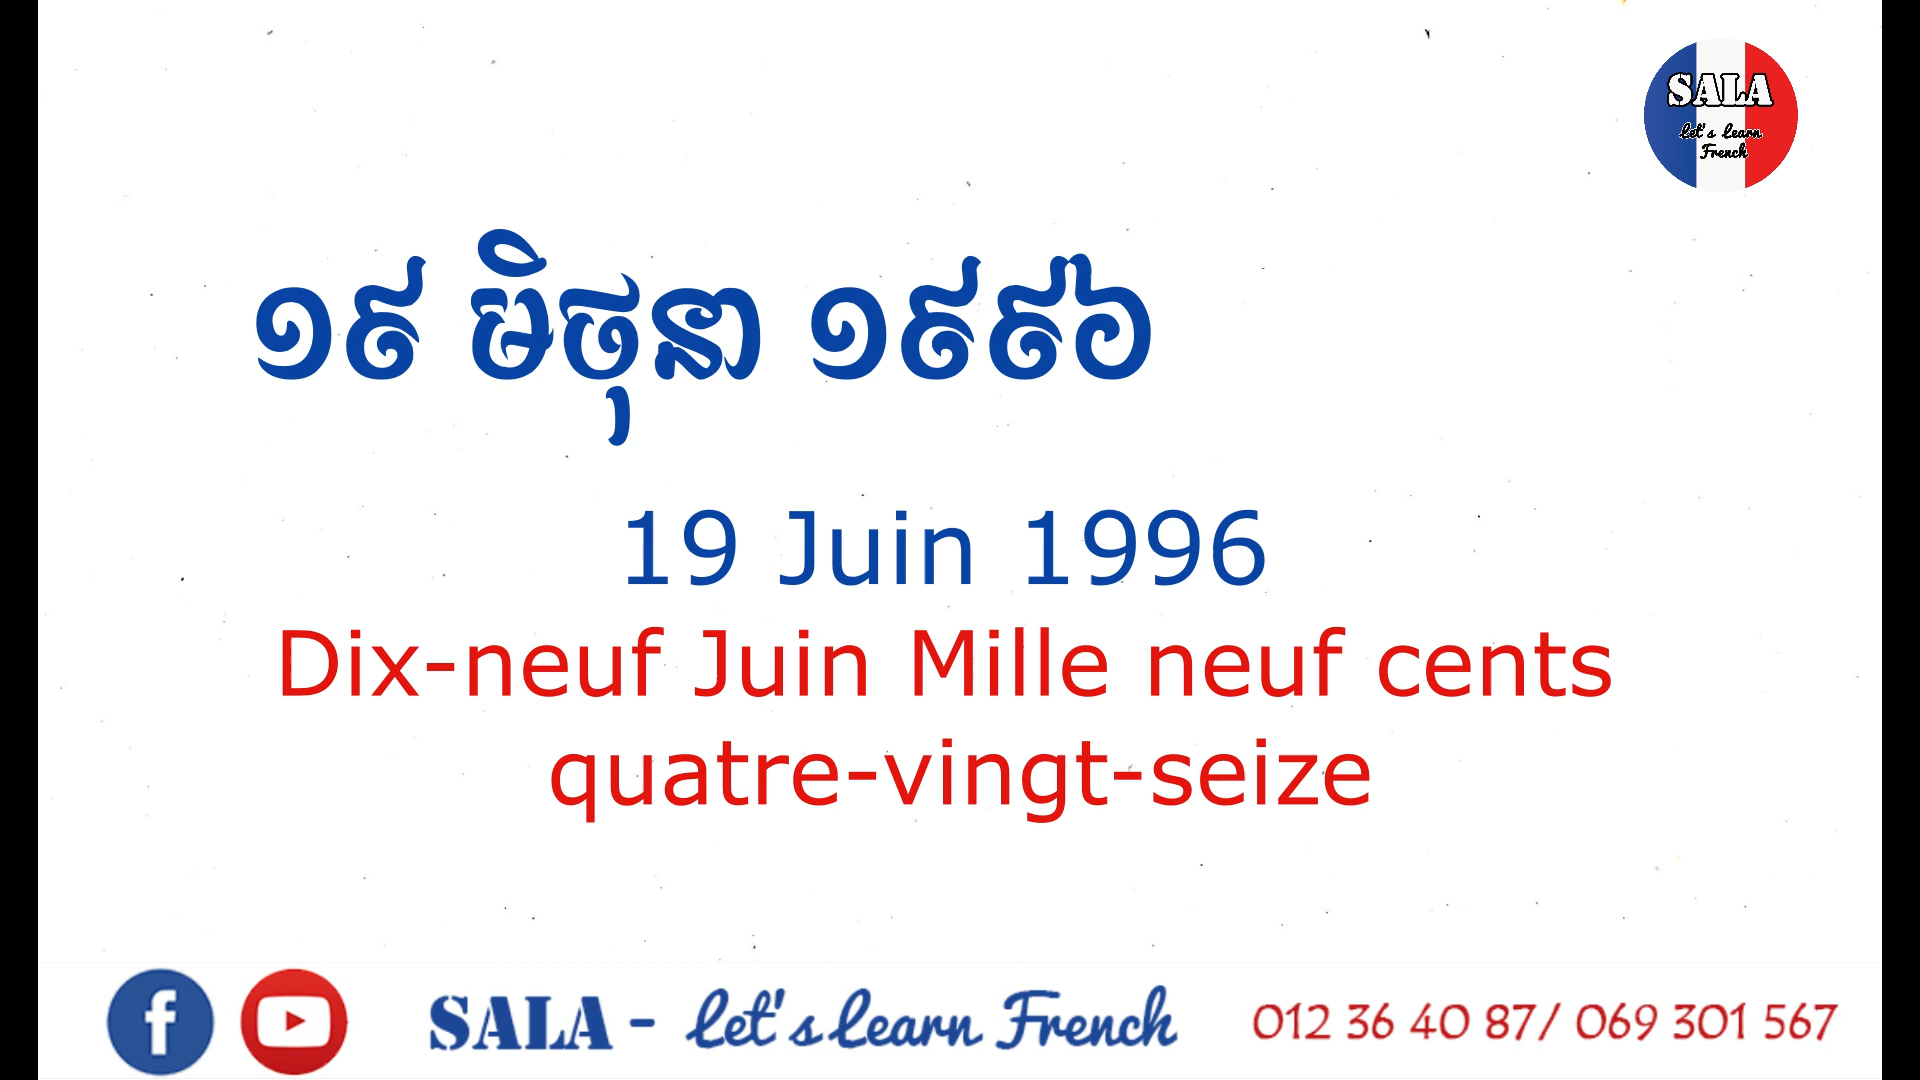 SALA
Let's Learn
French
១៩ មិថុនា ១៩៩៦
19 Juin 1996
Dix-neuf Juin Mille neuf cents
quatre-vingt-seize
SALA - Let's Learn French 012 36 40 87/ 069 301 567